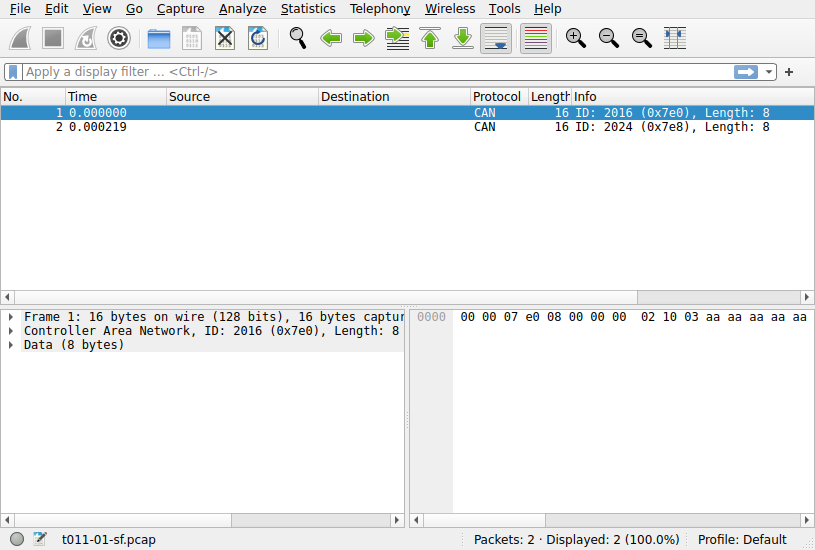 File Edit View Go Capture Analyze Statistics Telephony Wireless Tools Help
Apply a display filter … <Ctrl-/>
No. Time Source Destination Protocol Length Info
1 0.000000 CAN 16 ID: 2016 (0x7e0), Length: 8
2 0.000219 CAN 16 ID: 2024 (0x7e8), Length: 8
Frame 1: 16 bytes on wire (128 bits), 16 bytes captur
Controller Area Network, ID: 2016 (0x7e0), Length: 8
Data (8 bytes)
0000 00 00 07 e0 08 00 00 00 02 10 03 aa aa aa aa aa
t011-01-sf.pcap Packets: 2 · Displayed: 2 (100.0%) Profile: Default